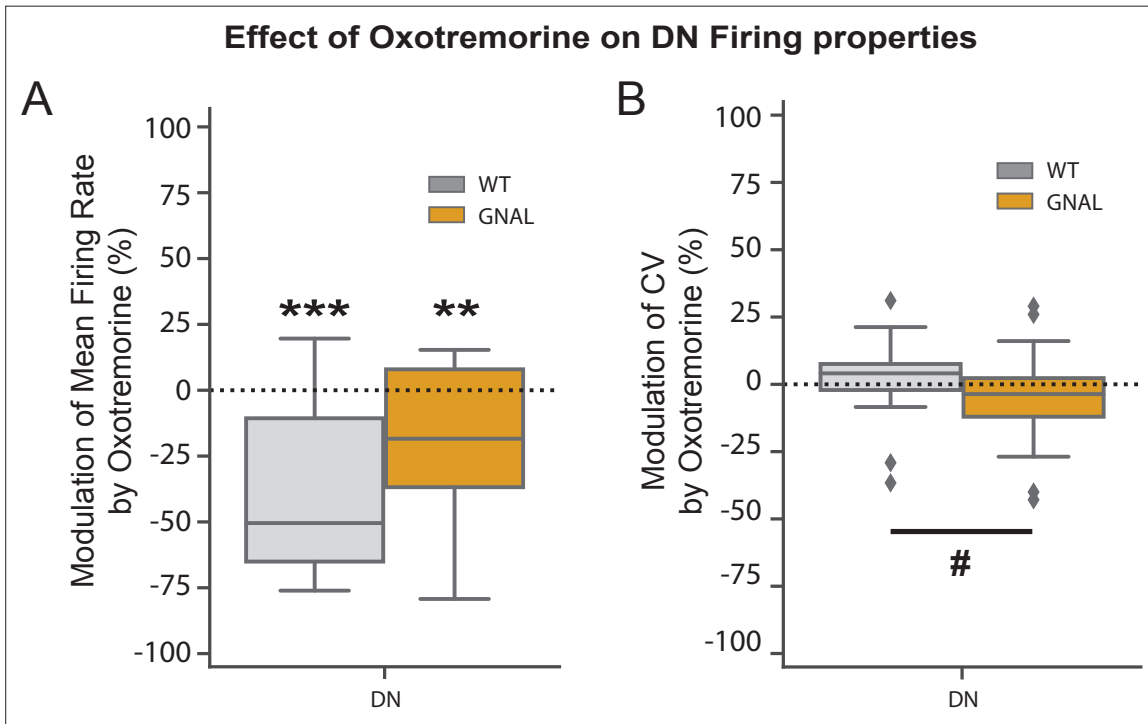 Effect of Oxotremorine on DN Firing properties
A
Modulation of Mean Firing Rate
by Oxotremorine (%)
100
75
50
25
0
-25
-50
-75
-100
WT
GNAL
***
**
DN
B
Modulation of CV
by Oxotremorine (%)
100
75
50
25
0
-25
-50
-75
-100
WT
GNAL
#
DN